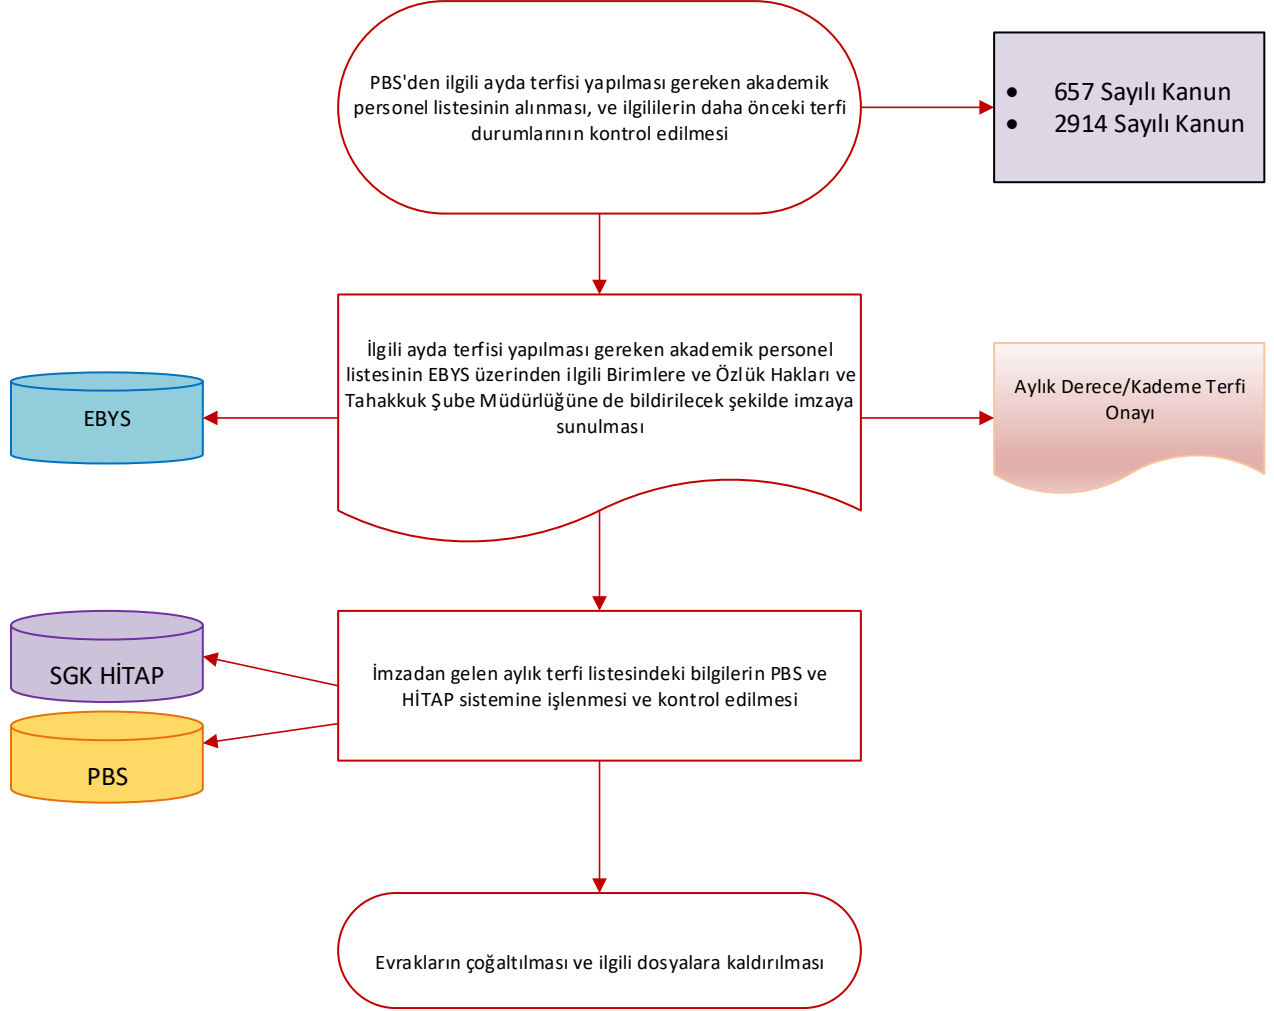 PBS'den ilgili ayda terfisi yapılması gereken akademik
personel listesinin alınması, ve ilgililerin daha önceki terfi
durumlarının kontrol edilmesi
• 657 Sayılı Kanun
• 2914 Sayılı Kanun
İlgili ayda terfisi yapılması gereken akademik personel
listesinin EBYS üzerinden ilgili Birimlere ve Özlük Hakları ve
Tahakkuk Şube Müdürlüğüne de bildirilecek şekilde imzaya
sunulması
EBYS
Aylık Derece/Kademe Terfi
Onayı
SGK HİTAP
PBS
İmzadan gelen aylık terfi listesindeki bilgilerin PBS ve
HİTAP sistemine işlenmesi ve kontrol edilmesi
Evrakların çoğaltılması ve ilgili dosyalara kaldırılması